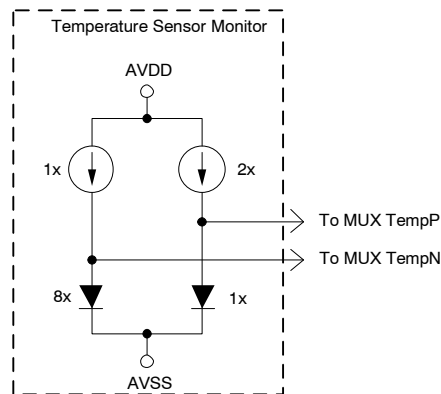 Temperature Sensor Monitor
AVDD
1x
2x
To MUX TempP
To MUX TempN
8x
1x
AVSS